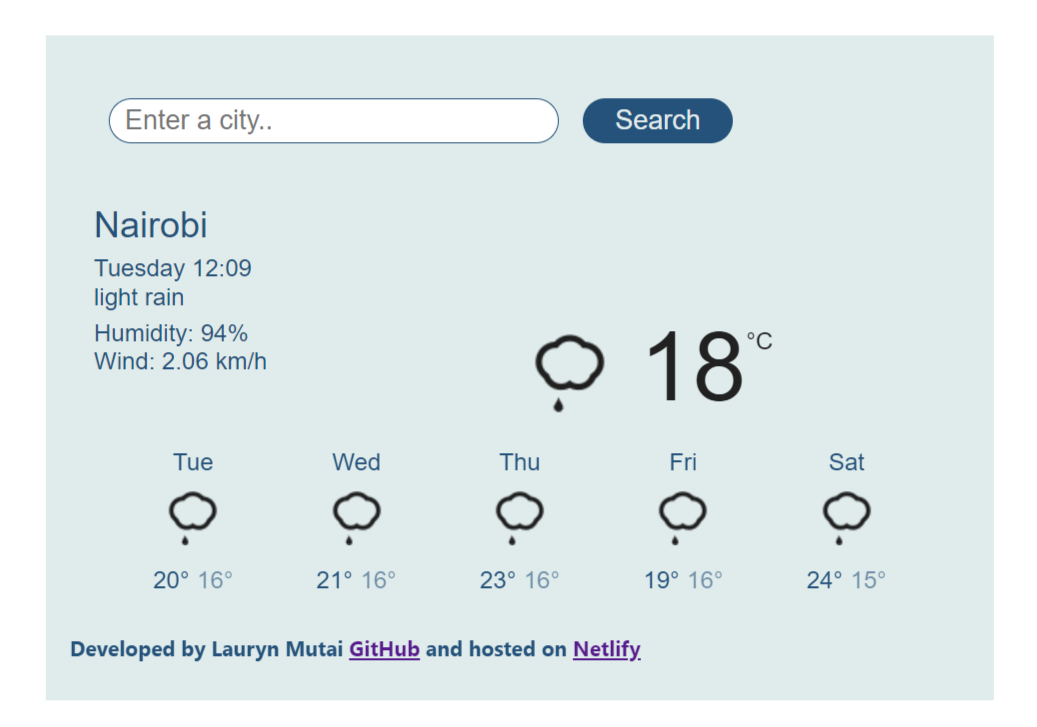 Enter a city..
Search
Nairobi
Tuesday 12:09
light rain
Humidity: 94%
Wind: 2.06 km/h
18 °C
Tue Wed Thu Fri Sat
20° 16° 21° 16° 23° 16° 19° 16° 24° 15°
Developed by Lauryn Mutai GitHub and hosted on Netlify